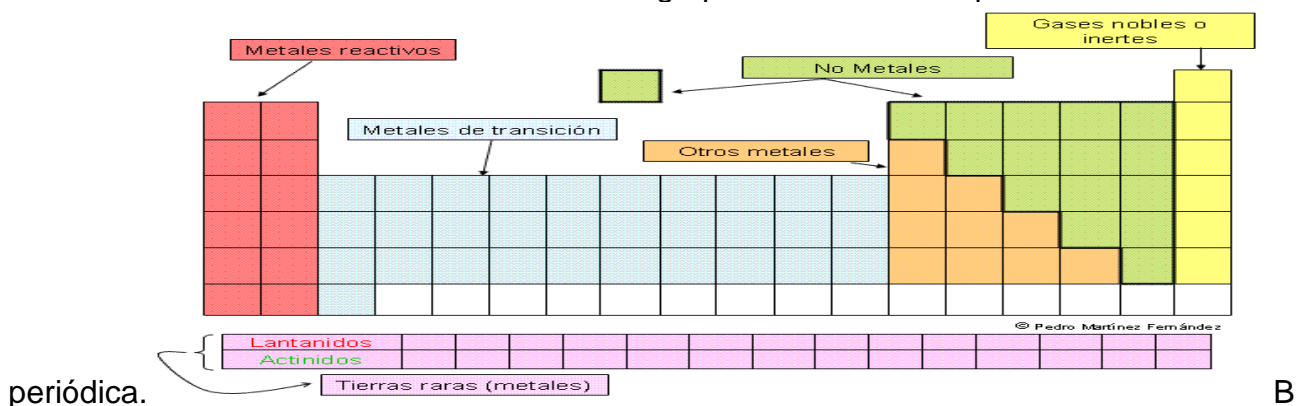 Gases nobles o
inertes
Metales reactivos
No Metales
Metales de transición
Otros metales
© Pedro Martínez Fernández
Lantanidos
Actinidos
Tierras raras (metales)
periódica.
B